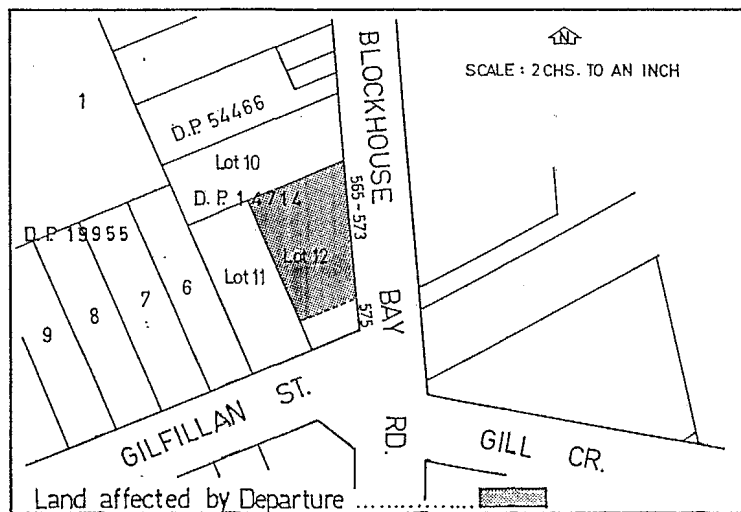 N
SCALE : 2 CHS. TO AN INCH
BLOCKHOUSE BAY RD.
1
D.P. 54466
Lot 10
D.P. 14714
565 - 573
D.P. 19955
Lot 12
Lot 11
6
7
8
9
575
GILFILLAN ST.
GILL CR.
Land affected by Departure ................